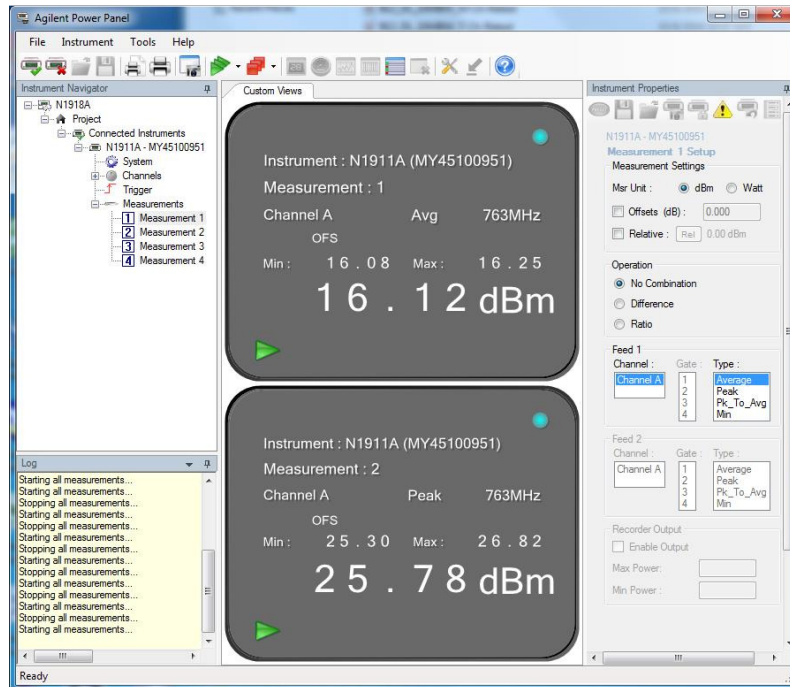 Agilent Power Panel
File Instrument Tools Help
Instrument Navigator
N1918A
Project
Connected Instruments
N1911A - MY45100951
System
Channels
Trigger
Measurements
1 Measurement 1
2 Measurement 2
3 Measurement 3
4 Measurement 4
Log
Starting all measurements...
Starting all measurements...
Stopping all measurements...
Stopping all measurements...
Starting all measurements...
Stopping all measurements...
Starting all measurements...
Starting all measurements...
Stopping all measurements...
Starting all measurements...
Stopping all measurements...
Starting all measurements...
Stopping all measurements...
Starting all measurements...
Ready
Custom Views
Instrument : N1911A (MY45100951)
Measurement : 1
Channel A Avg 763MHz
OFS
Min : 16.08 Max : 16.25
16.12 dBm
Instrument : N1911A (MY45100951)
Measurement : 2
Channel A Peak 763MHz
OFS
Min : 25.30 Max : 26.82
25.78 dBm
Instrument Properties
N1911A - MY45100951
Measurement 1 Setup
Measurement Settings
Msr Unit : dBm Watt
Offsets (dB) : 0.000
Relative : Rel 0.00 dBm
Operation
No Combination
Difference
Ratio
Feed 1
Channel : Gate : Type :
Channel A 1 Average
2 Peak
3 Pk_To_Avg
4 Min
Feed 2
Channel : Gate : Type :
Channel A 1 Average
2 Peak
3 Pk_To_Avg
4 Min
Recorder Output
Enable Output
Max Power:
Min Power :